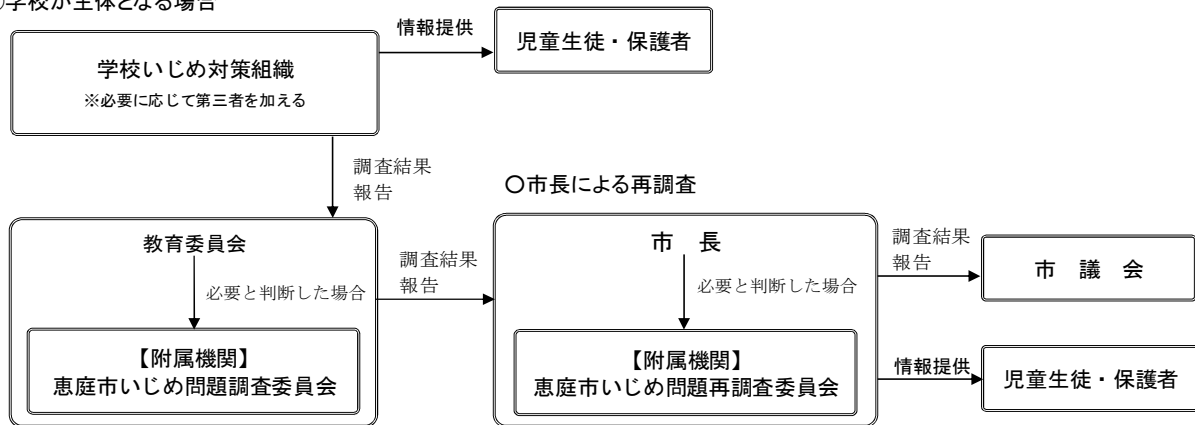 学校が主体となる場合
情報提供
児童生徒・保護者
学校いじめ対策組織
※必要に応じて第三者を加える
調査結果
報告
〇市長による再調査
教育委員会
必要と判断した場合
【附属機関】
恵庭市いじめ問題調査委員会
調査結果
報告
市　長
必要と判断した場合
【附属機関】
恵庭市いじめ問題再調査委員会
調査結果
報告
市　議　会
情報提供
児童生徒・保護者